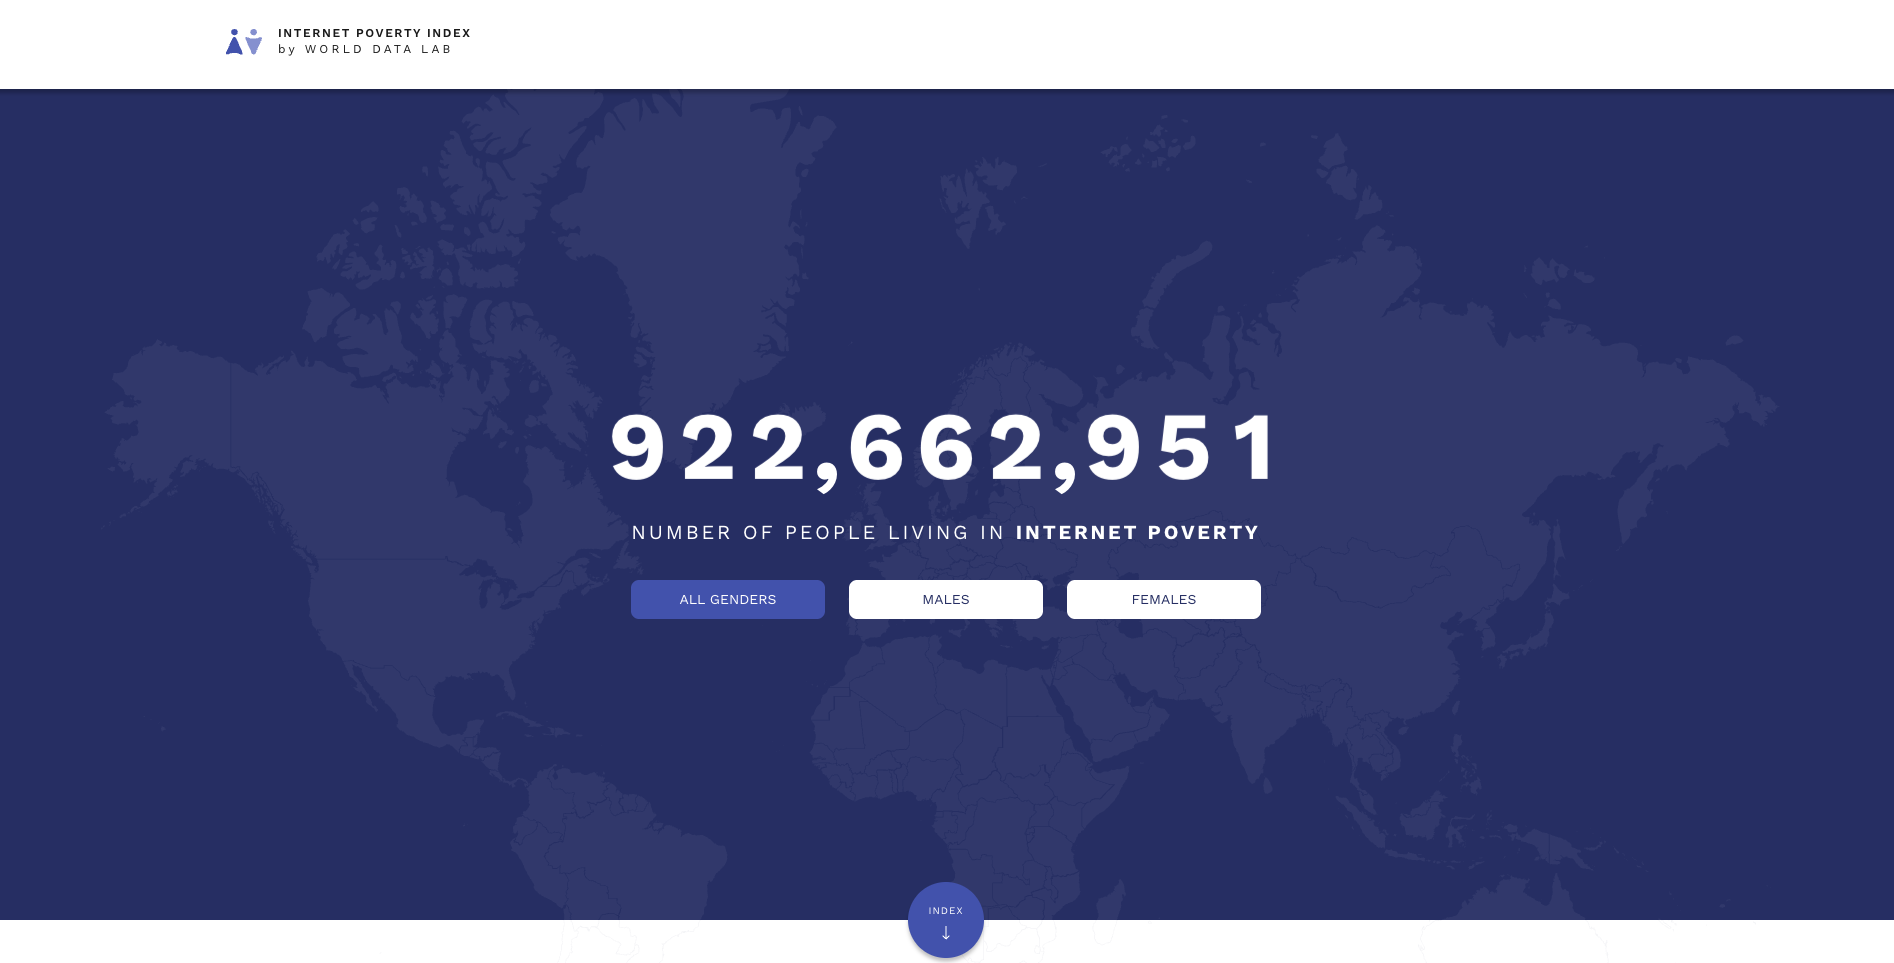 INTERNET POVERTY INDEX
by WORLD DATA LAB
922,662,951
NUMBER OF PEOPLE LIVING IN INTERNET POVERTY
ALL GENDERS
MALES
FEMALES
INDEX
↓